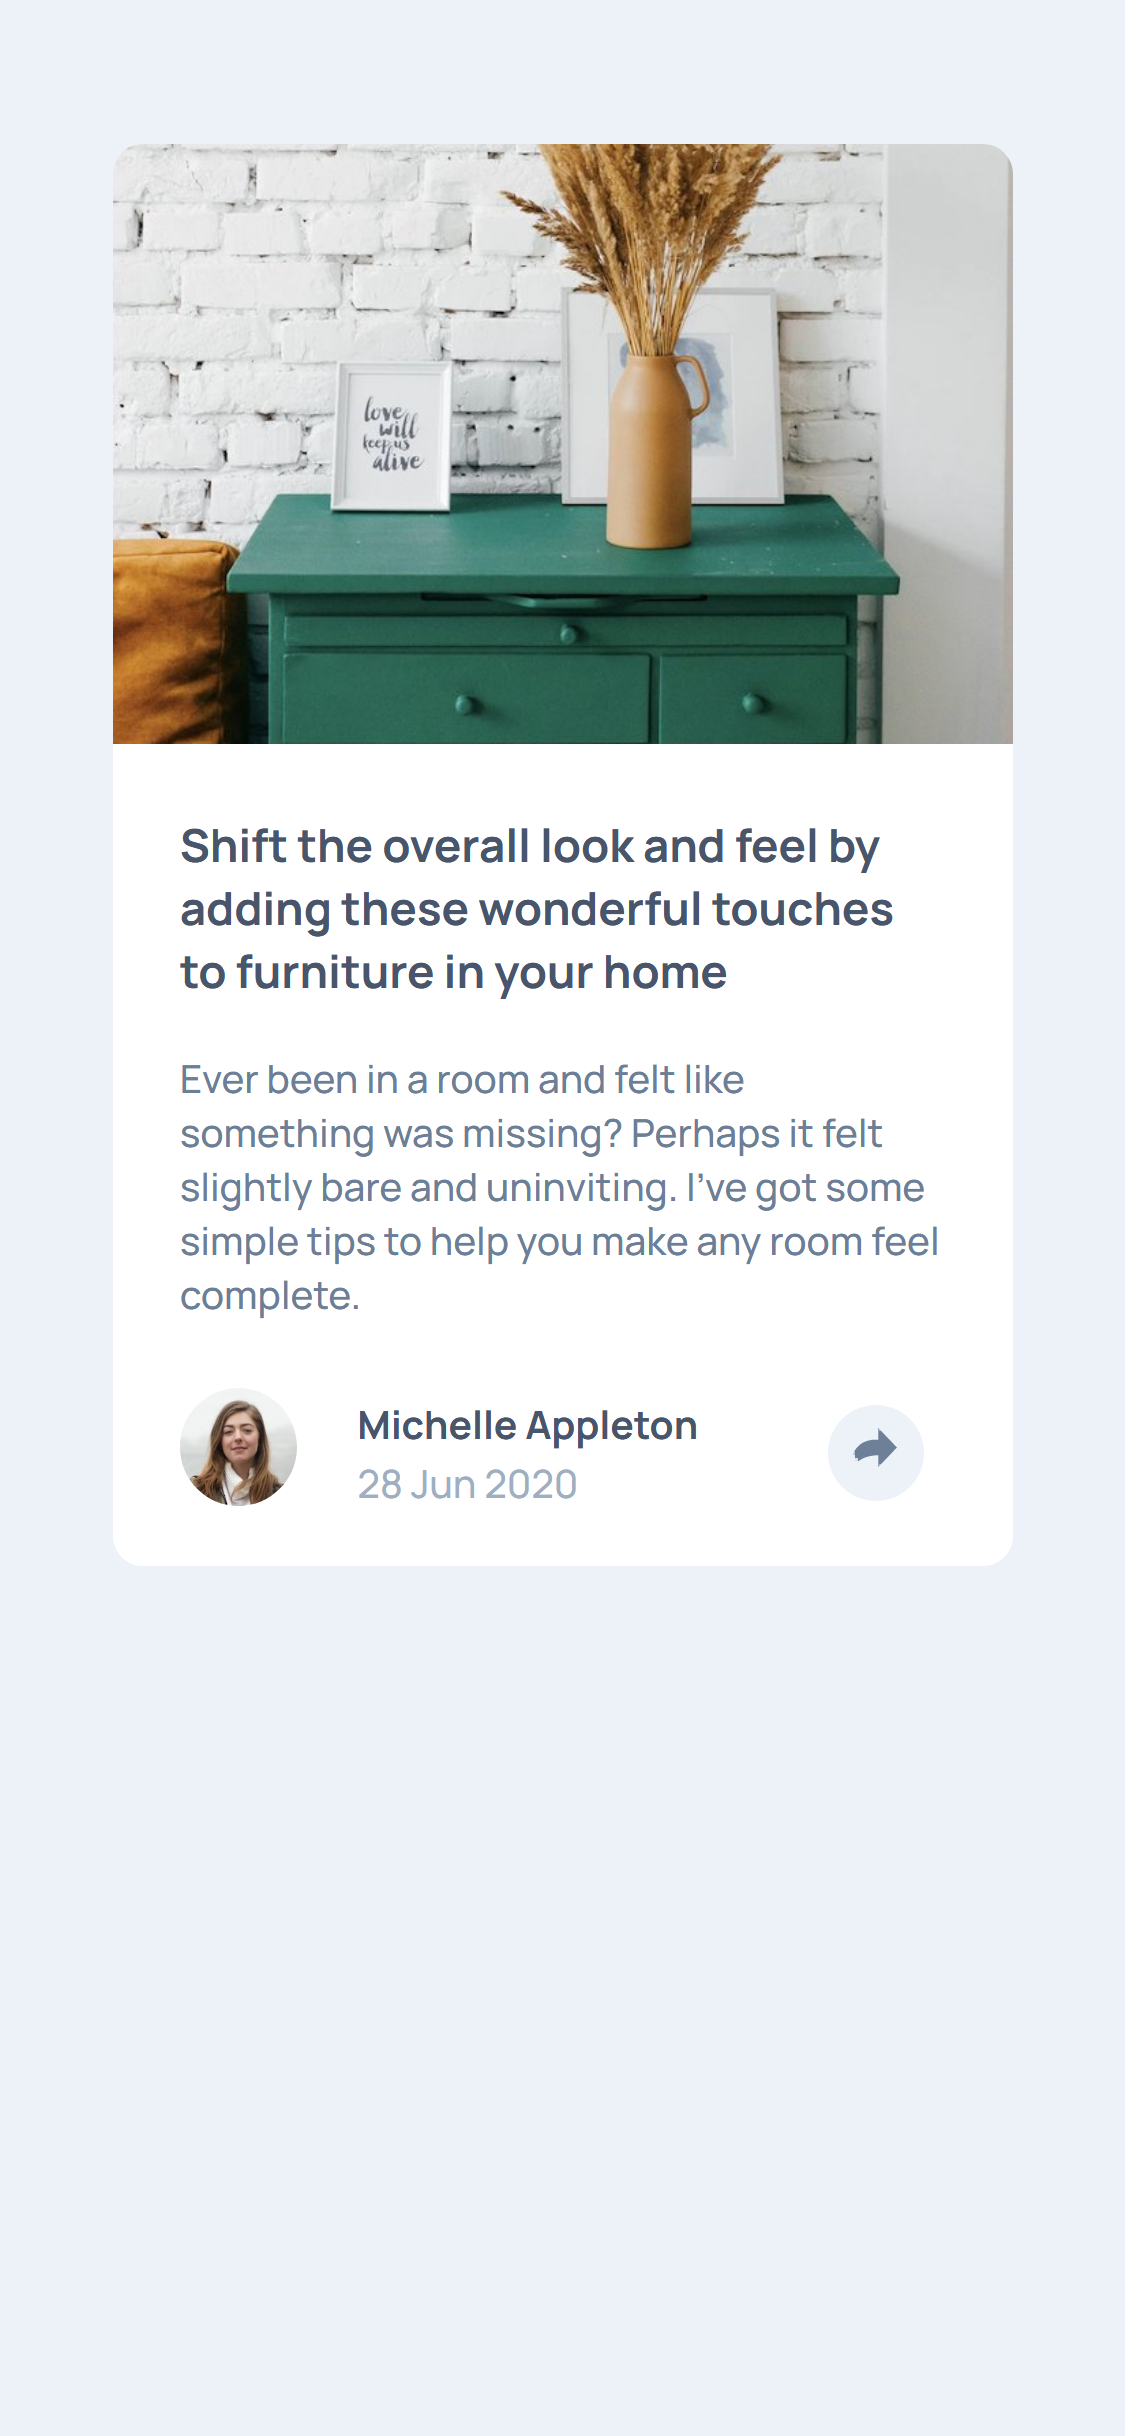 love
will
keep us
alive
Shift the overall look and feel by
adding these wonderful touches
to furniture in your home
Ever been in a room and felt like
something was missing? Perhaps it felt
slightly bare and uninviting. I’ve got some
simple tips to help you make any room feel
complete.
Michelle Appleton
28 Jun 2020